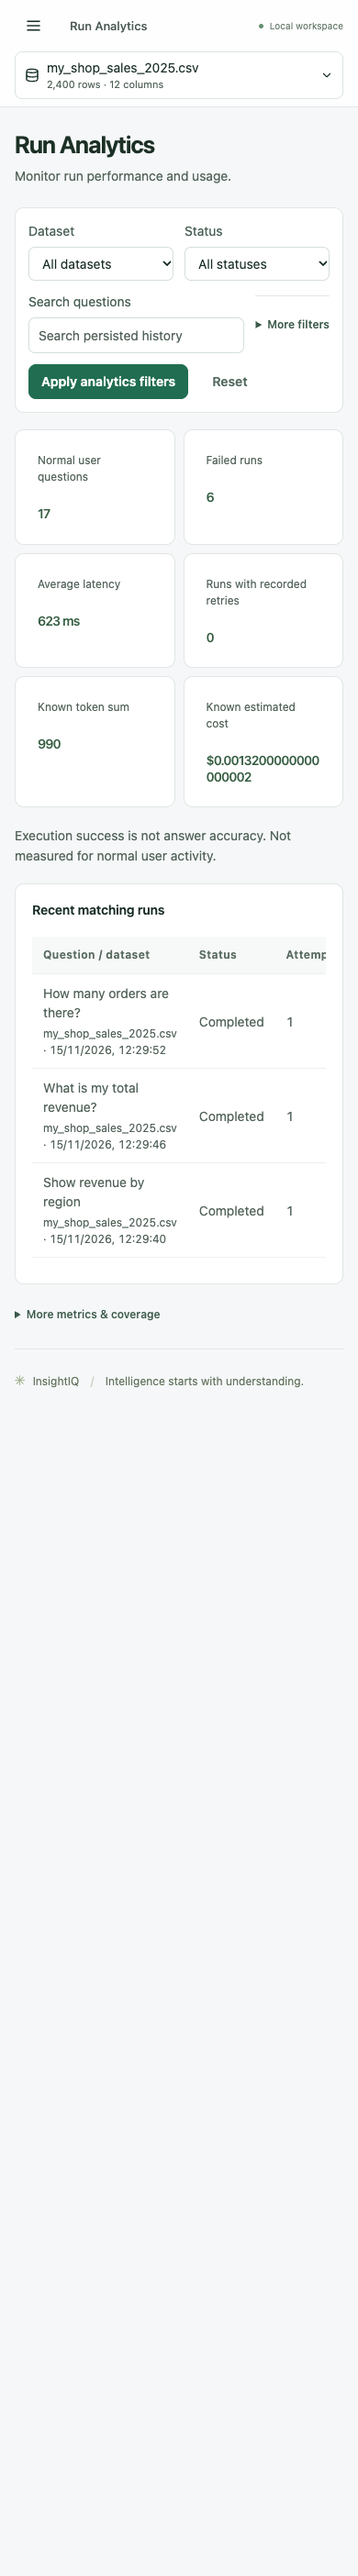 Run Analytics
Local workspace
my_shop_sales_2025.csv
2,400 rows · 12 columns
Run Analytics
Monitor run performance and usage.
Dataset
Status
All datasets
All statuses
Search questions
Search persisted history
More filters
Apply analytics filters
Reset
Normal user
questions
17
Failed runs
6
Average latency
623 ms
Runs with recorded
retries
0
Known token sum
990
Known estimated
cost
$0.0013200000000
000002
Execution success is not answer accuracy. Not
measured for normal user activity.
Recent matching runs
Question / dataset
Status
Attemp
How many orders are
there?
my_shop_sales_2025.csv
· 15/11/2026, 12:29:52
Completed
1
What is my total
revenue?
my_shop_sales_2025.csv
· 15/11/2026, 12:29:46
Completed
1
Show revenue by
region
my_shop_sales_2025.csv
· 15/11/2026, 12:29:40
Completed
1
More metrics & coverage
InsightIQ / Intelligence starts with understanding.